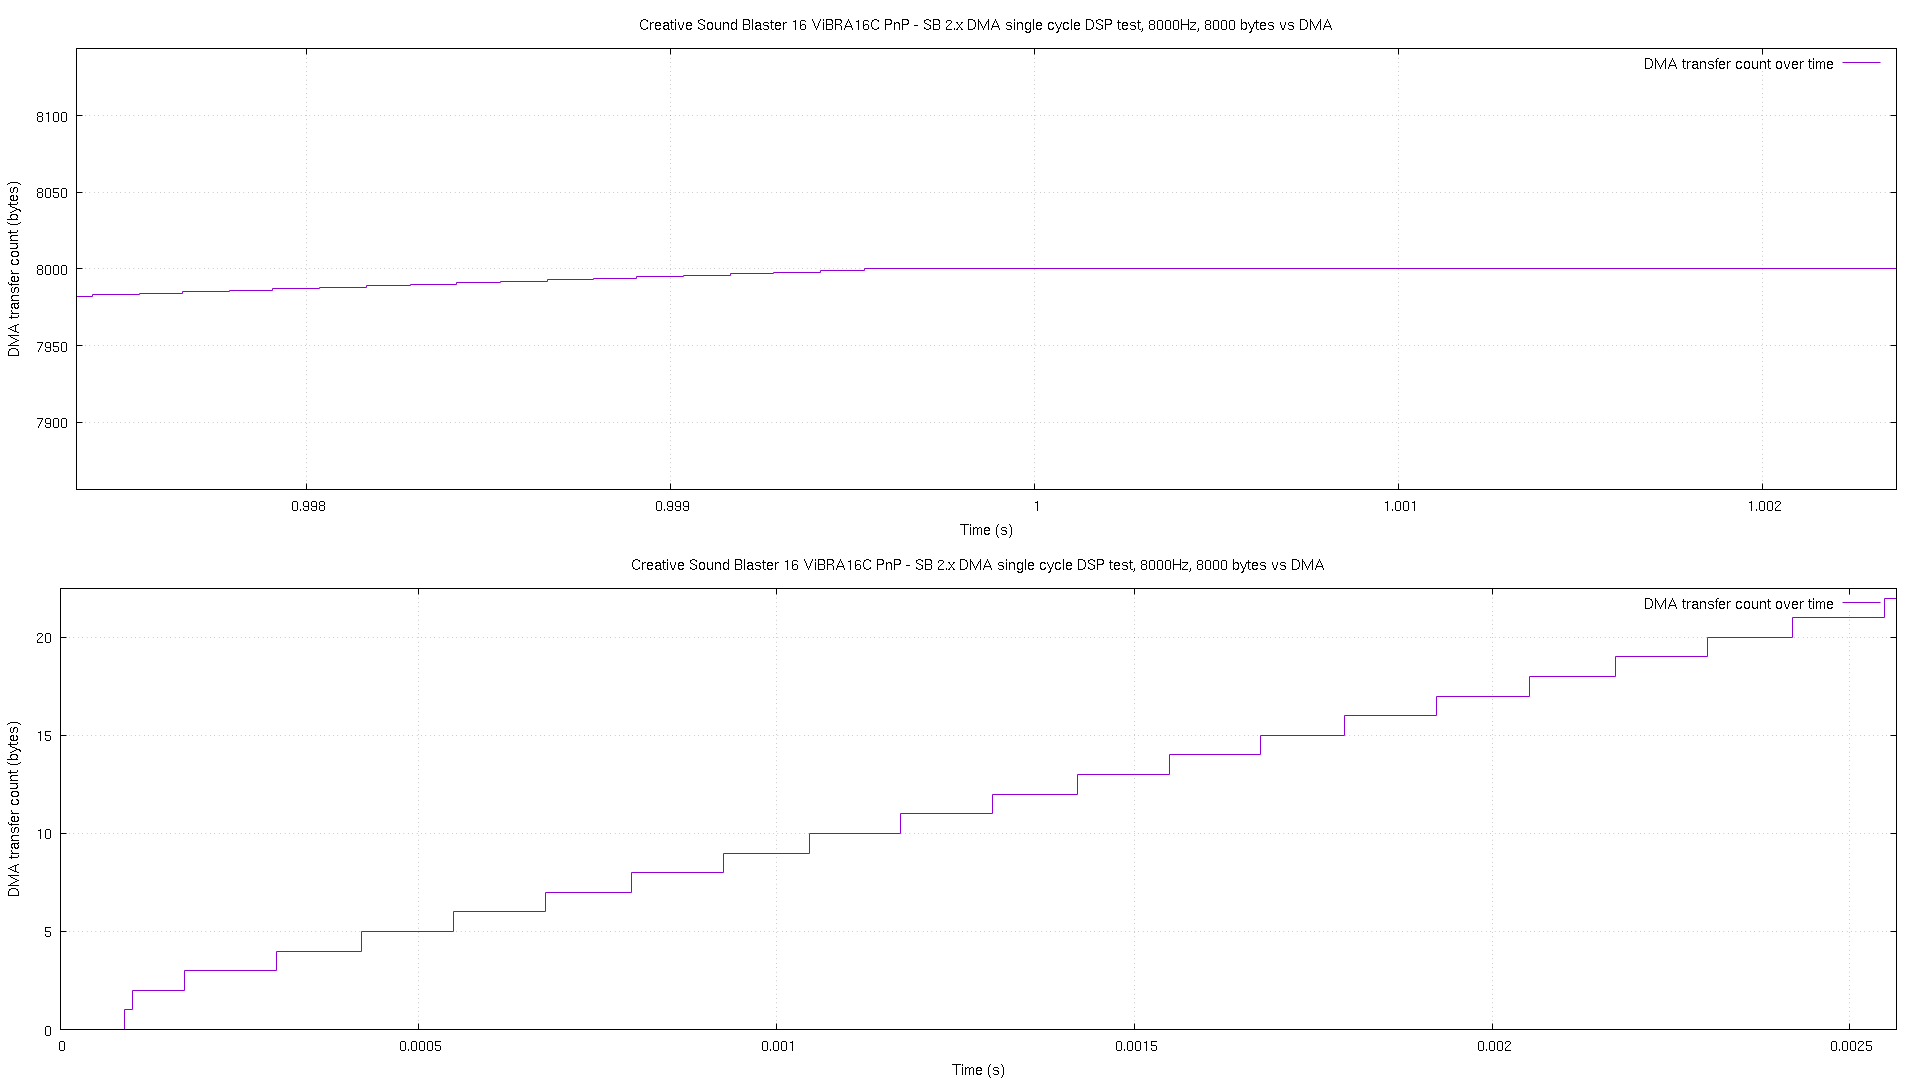 Creative Sound Blaster 16 ViBRA16C PnP - SB 2.x DMA single cycle DSP test, 8000Hz, 8000 bytes vs DMA
DMA transfer count over time
8100
8050
8000
7950
7900
DMA transfer count (bytes)
0.998 0.999 1 1.001 1.002
Time (s)
Creative Sound Blaster 16 ViBRA16C PnP - SB 2.x DMA single cycle DSP test, 8000Hz, 8000 bytes vs DMA
DMA transfer count over time
20
15
10
5
0
DMA transfer count (bytes)
0 0.0005 0.001 0.0015 0.002 0.0025
Time (s)